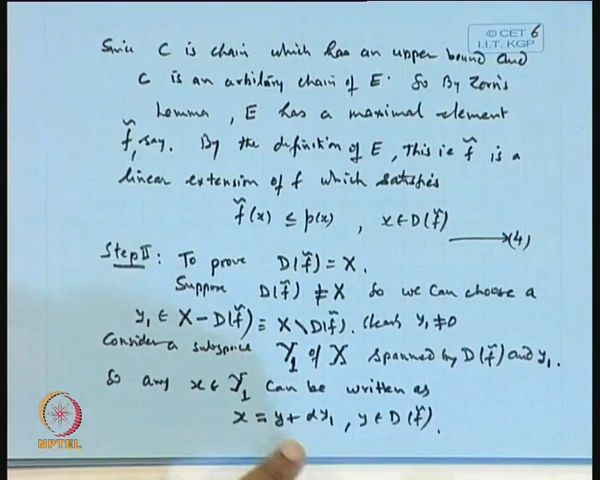 © CET 6
I.I.T. KGP
Since C is chain which has an upper bound and
C is an arbitrary chain of E. So By Zorn's
Lemma, E has a maximal element
f̃, say. By the definition of E, this ie f̃ is a
linear extension of f which satisfies
f̃(x) ≤ p(x) , x ∈ D(f̃) ⟶ (4)
Step II : To prove D(f̃) = X.
Suppose D(f̃) ≠ X So we can choose a
y₁ ∈ X − D(f̃) ≡ X \ D(f̃). Clearly y₁ ≠ 0
Consider a subspace Y₁ of X spanned by D(f̃) and y₁.
So any x ∈ Y₁ can be written as
x = y + αy₁ , y ∈ D(f̃).
NPTEL